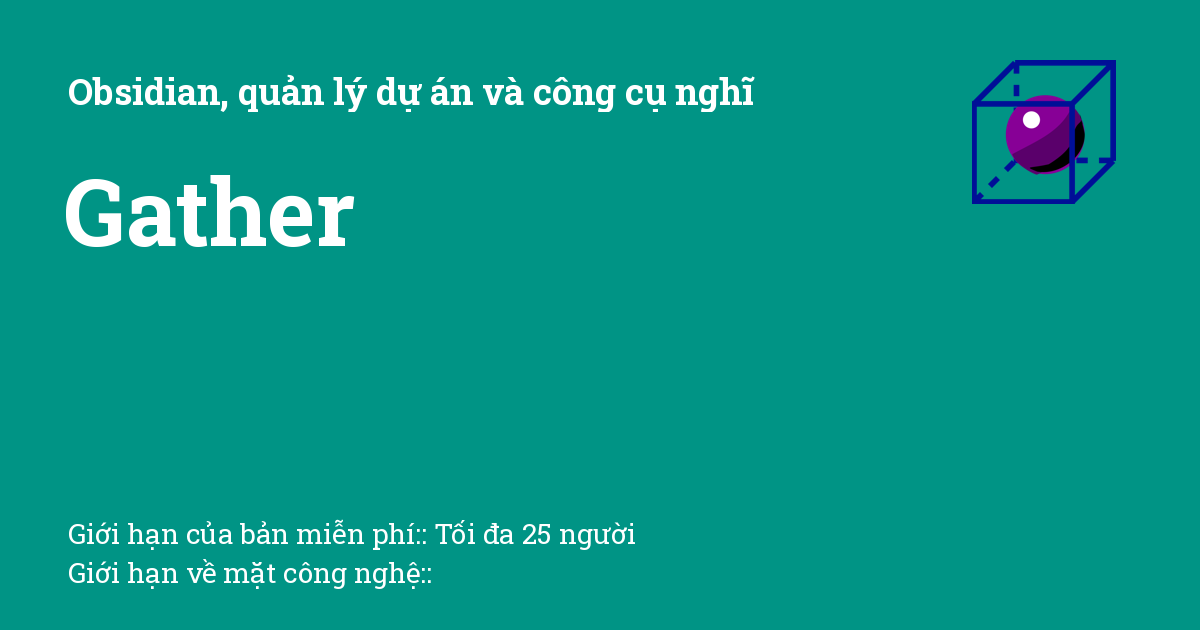 Obsidian, quản lý dự án và công cụ nghĩ
Gather
Giới hạn của bản miễn phí:: Tối đa 25 người
Giới hạn về mặt công nghệ::